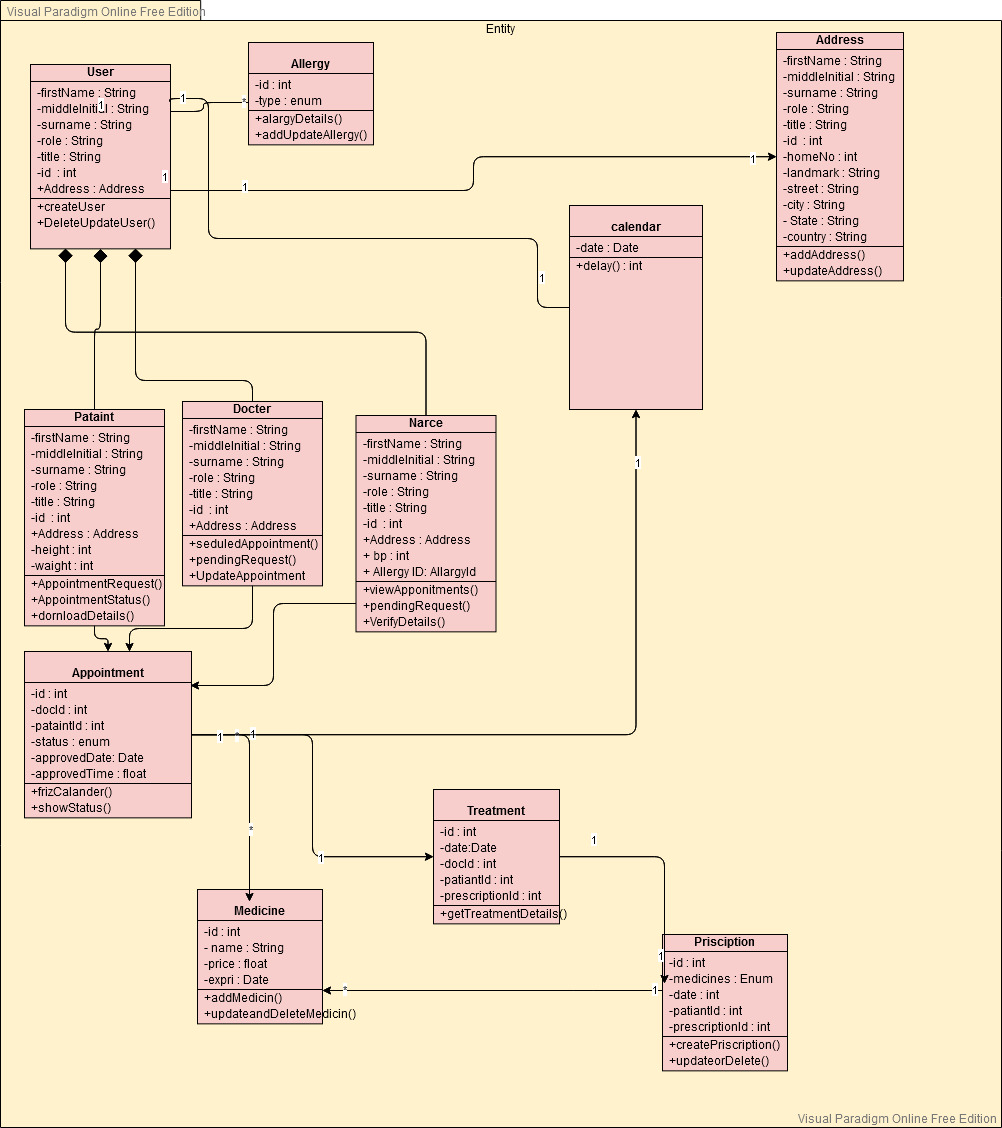 Visual Paradigm Online Free Edition
Entity
User
-firstName : String
-middleInitial : String
-surname : String
-role : String
-title : String
-id : int
+Address : Address
+createUser
+DeleteUpdateUser()
1
1
1
1
*
Allergy
-id : int
-type : enum
+alargyDetails()
+addUpdateAllergy()
Address
-firstName : String
-middleInitial : String
-surname : String
-role : String
-title : String
-id : int
-homeNo : int
-landmark : String
-street : String
-city : String
- State : String
-country : String
+addAddress()
+updateAddress()
1
calendar
-date : Date
+delay() : int
1
1
Pataint
-firstName : String
-middleInitial : String
-surname : String
-role : String
-title : String
-id : int
+Address : Address
-height : int
-waight : int
+AppointmentRequest()
+AppointmentStatus()
+dornloadDetails()
Docter
-firstName : String
-middleInitial : String
-surname : String
-role : String
-title : String
-id : int
+Address : Address
+seduledAppointment()
+pendingRequest()
+UpdateAppointment
Narce
-firstName : String
-middleInitial : String
-surname : String
-role : String
-title : String
-id : int
+Address : Address
+ bp : int
+ Allergy ID: AllargyId
+viewApponitments()
+pendingRequest()
+VerifyDetails()
Appointment
-id : int
-docId : int
-pataintId : int
-status : enum
-approvedDate: Date
-approvedTime : float
+frizCalander()
+showStatus()
1
*
1
*
1
Treatment
-id : int
-date:Date
-docId : int
-patiantId : int
-prescriptionId : int
+getTreatmentDetails()
1
1
Medicine
-id : int
- name : String
-price : float
-expri : Date
+addMedicin()
+updateandDeleteMedicin()
*
1
Prisciption
-id : int
-medicines : Enum
-date : int
-patiantId : int
-prescriptionId : int
+createPriscription()
+updateorDelete()
Visual Paradigm Online Free Edition